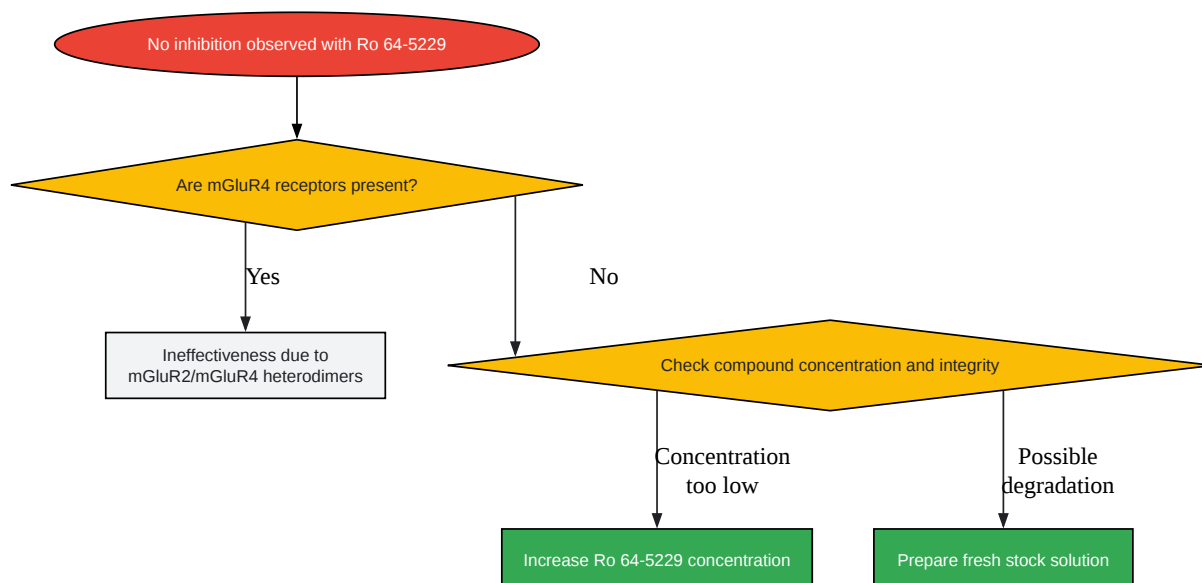 No inhibition observed with Ro 64-5229
Are mGluR4 receptors present?
Yes
No
Ineffectiveness due to
mGluR2/mGluR4 heterodimers
Check compound concentration and integrity
Concentration
too low
Possible
degradation
Increase Ro 64-5229 concentration
Prepare fresh stock solution